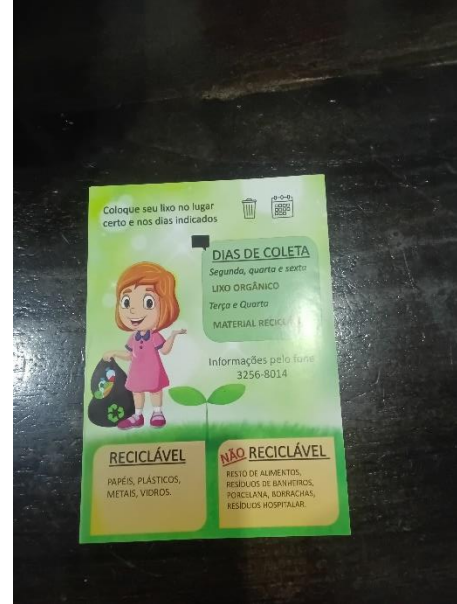 Coloque seu lixo no lugar
certo e nos dias indicados
DIAS DE COLETA
Segunda, quarta e sexta
LIXO ORGÂNICO
Terça e Quarta
MATERIAL RECICLÁVEL
Informações pelo fone
3256-8014
RECICLÁVEL
PAPÉIS, PLÁSTICOS,
METAIS, VIDROS.
NÃO RECICLÁVEL
RESTO DE ALIMENTOS,
RESÍDUOS DE BANHEIROS,
PORCELANA, BORRACHAS,
RESÍDUOS HOSPITALAR.